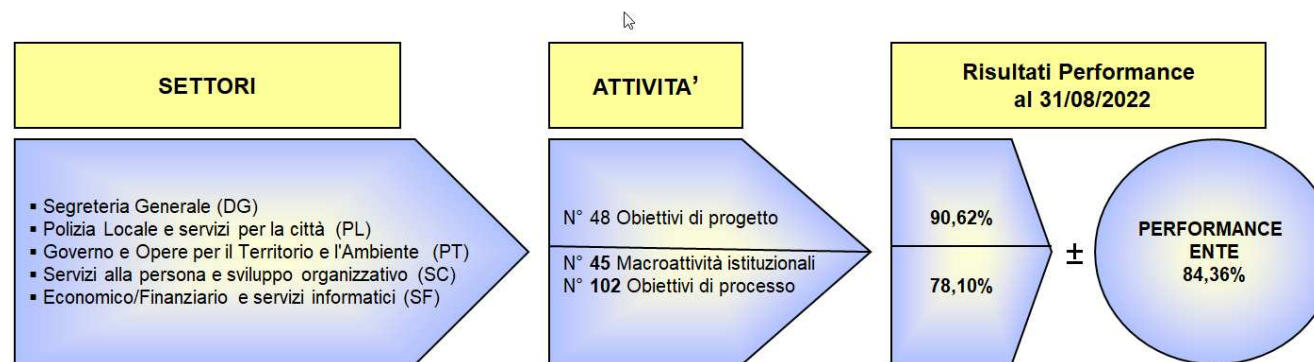 SETTORI
ATTIVITA’
Risultati Performance
al 31/08/2022
▪ Segreteria Generale (DG)
▪ Polizia Locale e servizi per la città (PL)
▪ Governo e Opere per il Territorio e l'Ambiente (PT)
▪ Servizi alla persona e sviluppo organizzativo (SC)
▪ Economico/Finanziario e servizi informatici (SF)
N° 48 Obiettivi di progetto
N° 45 Macroattività istituzionali
N° 102 Obiettivi di processo
90,62%
78,10%
±
PERFORMANCE
ENTE
84,36%